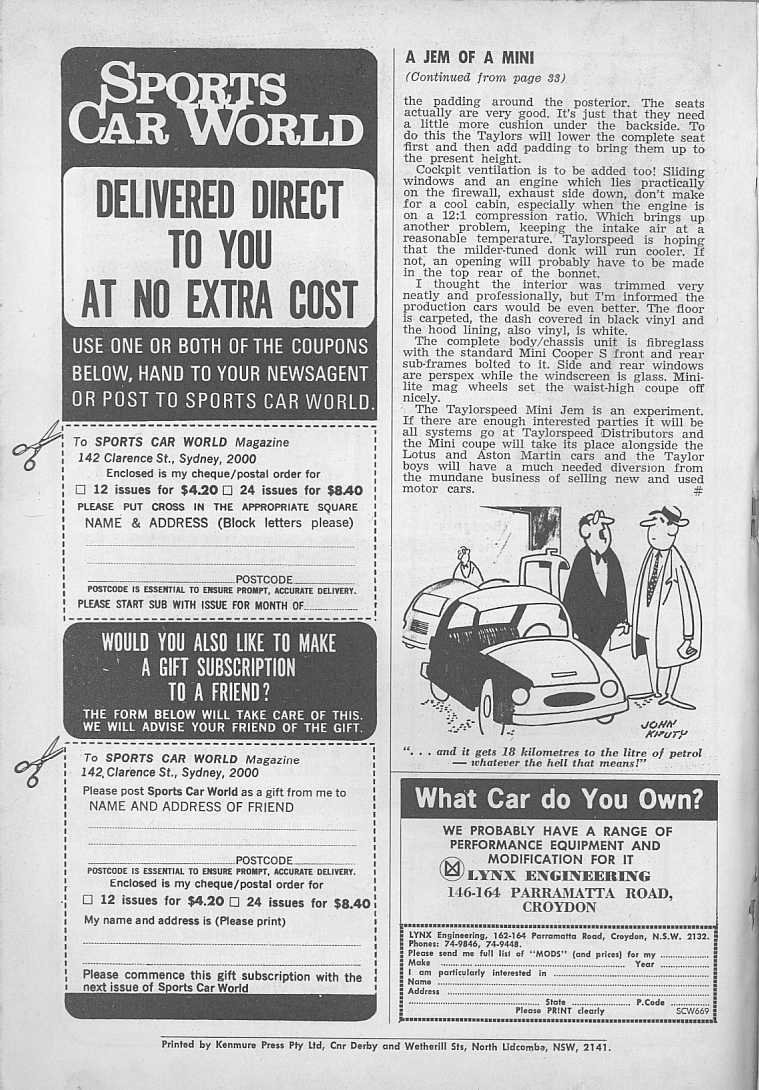 SPORTS
CAR WORLD
DELIVERED DIRECT
TO YOU
AT NO EXTRA COST
USE ONE OR BOTH OF THE COUPONS
BELOW, HAND TO YOUR NEWSAGENT
OR POST TO SPORTS CAR WORLD.
To SPORTS CAR WORLD Magazine
142 Clarence St., Sydney, 2000
Enclosed is my cheque/postal order for
□ 12 issues for $4.20 □ 24 issues for $8.40
PLEASE PUT CROSS IN THE APPROPRIATE SQUARE
NAME & ADDRESS (Block letters please)
POSTCODE
POSTCODE IS ESSENTIAL TO ENSURE PROMPT, ACCURATE DELIVERY.
PLEASE START SUB WITH ISSUE FOR MONTH OF
WOULD YOU ALSO LIKE TO MAKE
A GIFT SUBSCRIPTION
TO A FRIEND?
THE FORM BELOW WILL TAKE CARE OF THIS.
WE WILL ADVISE YOUR FRIEND OF THE GIFT.
To SPORTS CAR WORLD Magazine
142, Clarence St., Sydney, 2000
Please post Sports Car World as a gift from me to
NAME AND ADDRESS OF FRIEND
POSTCODE
POSTCODE IS ESSENTIAL TO ENSURE PROMPT, ACCURATE DELIVERY.
Enclosed is my cheque/postal order for
□ 12 issues for $4.20 □ 24 issues for $8.40
My name and address is (Please print)
Please commence this gift subscription with the
next issue of Sports Car World
A JEM OF A MINI
(Continued from page 33)
the padding around the posterior. The seats
actually are very good. It's just that they need
a little more cushion under the backside. To
do this the Taylors will lower the complete seat
first and then add padding to bring them up to
the present height.
Cockpit ventilation is to be added too! Sliding
windows and an engine which lies practically
on the firewall, exhaust side down, don't make
for a cool cabin, especially when the engine is
on a 12:1 compression ratio. Which brings up
another problem, keeping the intake air at a
reasonable temperature. Taylorspeed is hoping
that the milder-tuned donk will run cooler. If
not, an opening will probably have to be made
in the top rear of the bonnet.
I thought the interior was trimmed very
neatly and professionally, but I'm informed the
production cars would be even better. The floor
is carpeted, the dash covered in black vinyl and
the hood lining, also vinyl, is white.
The complete body/chassis unit is fibreglass
with the standard Mini Cooper S front and rear
sub-frames bolted to it. Side and rear windows
are perspex while the windscreen is glass. Mini-
lite mag wheels set the waist-high coupe off
nicely.
The Taylorspeed Mini Jem is an experiment.
If there are enough interested parties it will be
all systems go at Taylorspeed Distributors and
the Mini coupe will take its place alongside the
Lotus and Aston Martin cars and the Taylor
boys will have a much needed diversion from
the mundane business of selling new and used
motor cars. #
JOHN
KIPUTY
". . . and it gets 18 kilometres to the litre of petrol
— whatever the hell that means!"
What Car do You Own?
WE PROBABLY HAVE A RANGE OF
PERFORMANCE EQUIPMENT AND
MODIFICATION FOR IT
LYNX ENGINEERING
146-164 PARRAMATTA ROAD,
CROYDON
LYNX Engineering, 162-164 Parramatta Road, Croydon, N.S.W. 2132.
Phones: 74-9846, 74-9448.
Please send me full list of "MODS" (and prices) for my
Make Year
I am particularly interested in
Name
Address
State P.Code
Please PRINT clearly SCW669
Printed by Kenmure Press Pty Ltd, Cnr Derby and Wetherill Sts, North Lidcombe, NSW, 2141.